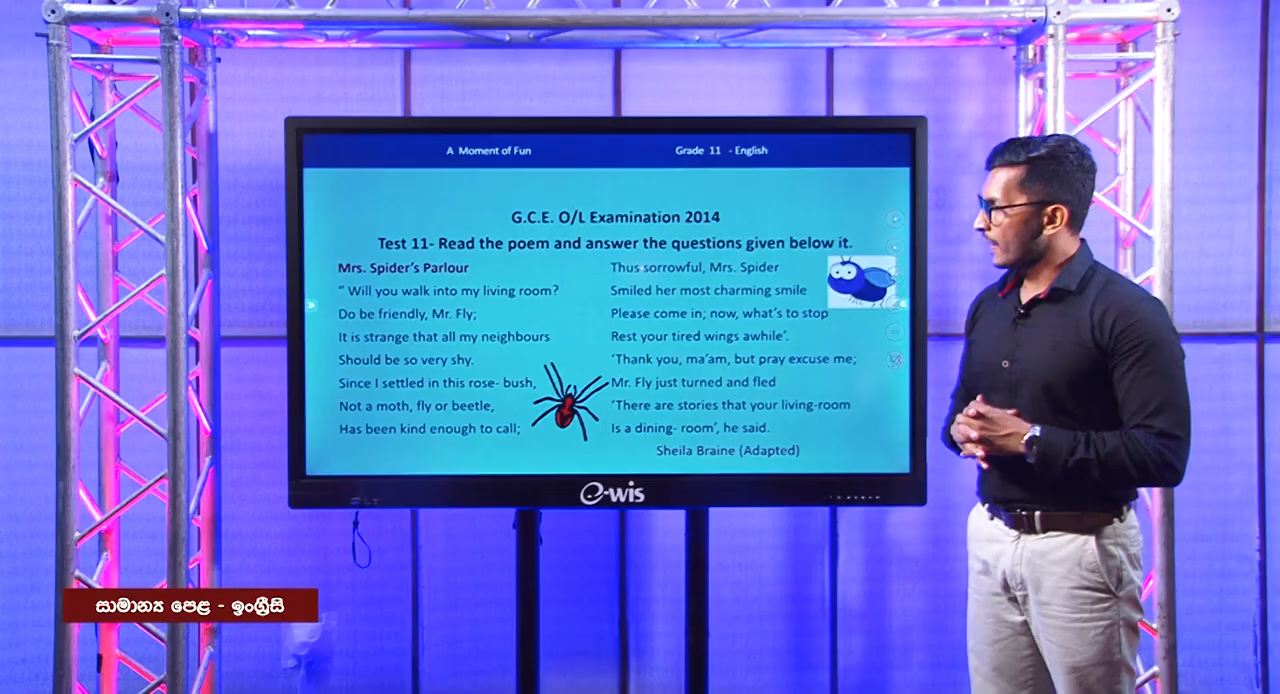 A Moment of Fun
Grade 11 - English
G.C.E. O/L Examination 2014
Test 11- Read the poem and answer the questions given below it.
Mrs. Spider's Parlour
“ Will you walk into my living room?
Do be friendly, Mr. Fly;
It is strange that all my neighbours
Should be so very shy.
Since I settled in this rose- bush,
Not a moth, fly or beetle,
Has been kind enough to call;
Thus sorrowful, Mrs. Spider
Smiled her most charming smile
Please come in; now, what's to stop
Rest your tired wings awhile'.
'Thank you, ma'am, but pray excuse me;
Mr. Fly just turned and fled
'There are stories that your living-room
Is a dining- room', he said.
Sheila Braine (Adapted)
e-wis
සාමාන්‍ය පෙළ - ඉංග්‍රීසි